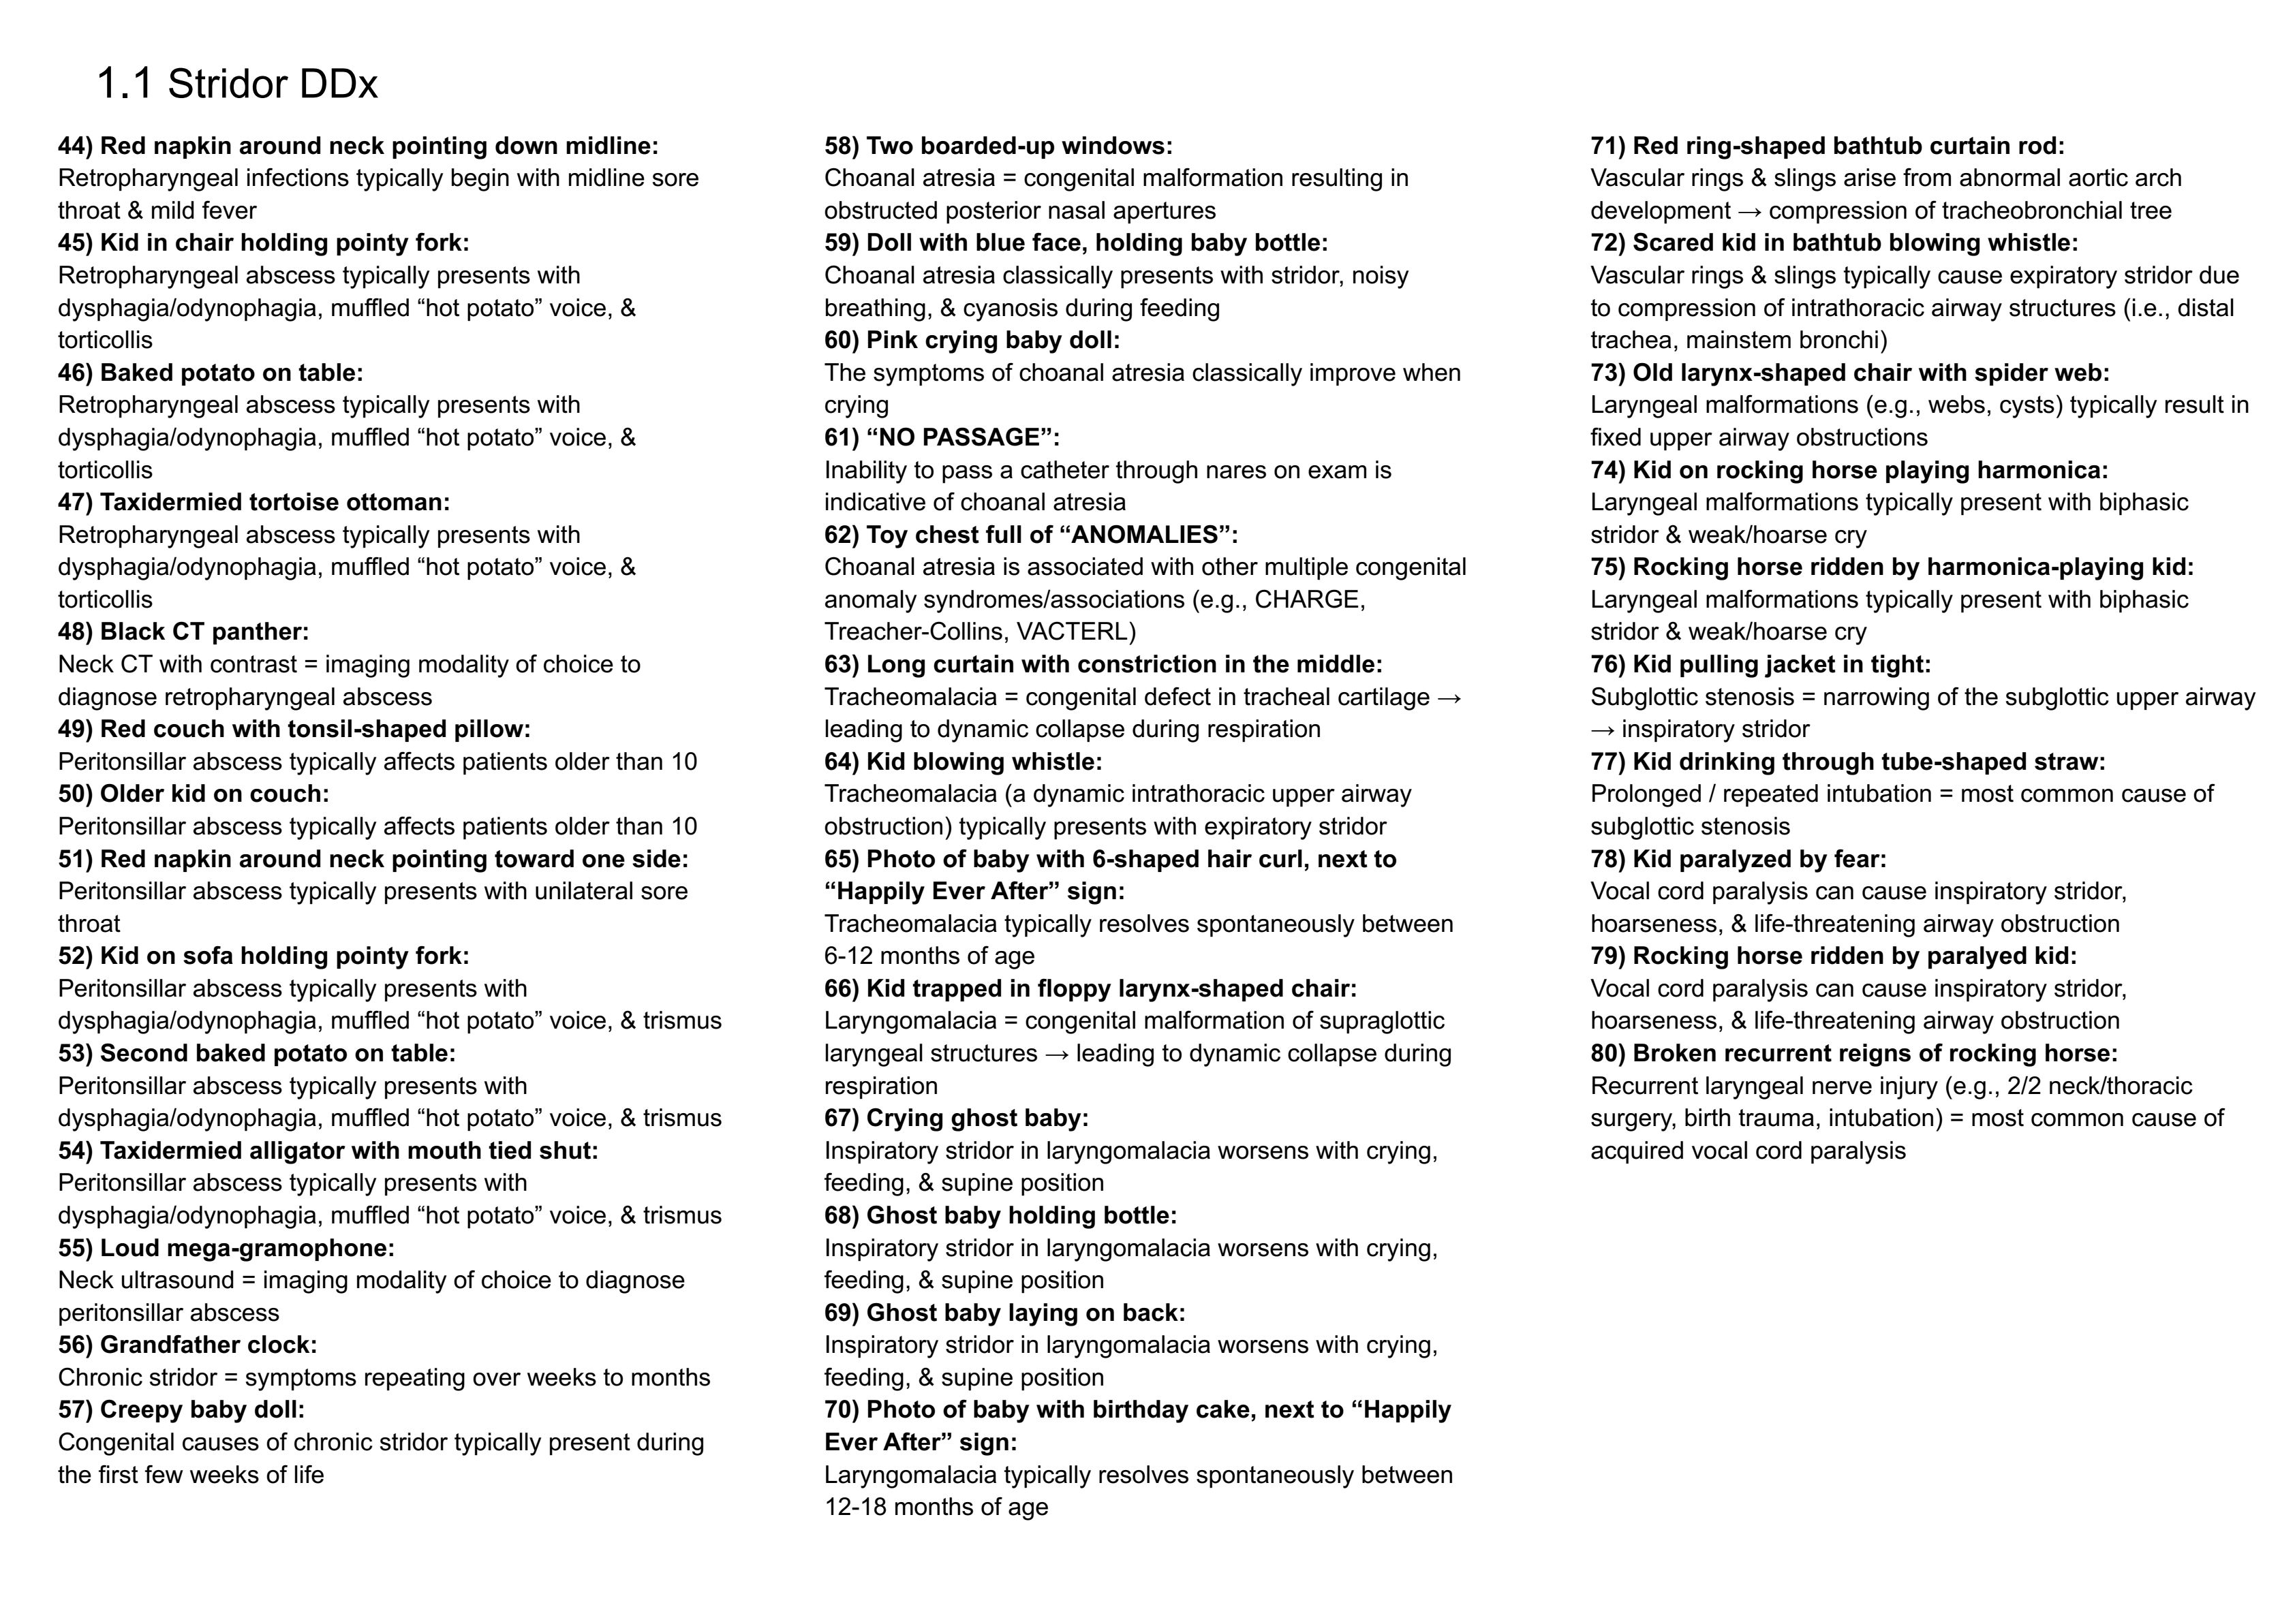 1.1 Stridor DDx
44) Red napkin around neck pointing down midline:
Retropharyngeal infections typically begin with midline sore
throat & mild fever
45) Kid in chair holding pointy fork:
Retropharyngeal abscess typically presents with
dysphagia/odynophagia, muffled “hot potato” voice, &
torticollis
46) Baked potato on table:
Retropharyngeal abscess typically presents with
dysphagia/odynophagia, muffled “hot potato” voice, &
torticollis
47) Taxidermied tortoise ottoman:
Retropharyngeal abscess typically presents with
dysphagia/odynophagia, muffled “hot potato” voice, &
torticollis
48) Black CT panther:
Neck CT with contrast = imaging modality of choice to
diagnose retropharyngeal abscess
49) Red couch with tonsil-shaped pillow:
Peritonsillar abscess typically affects patients older than 10
50) Older kid on couch:
Peritonsillar abscess typically affects patients older than 10
51) Red napkin around neck pointing toward one side:
Peritonsillar abscess typically presents with unilateral sore
throat
52) Kid on sofa holding pointy fork:
Peritonsillar abscess typically presents with
dysphagia/odynophagia, muffled “hot potato” voice, & trismus
53) Second baked potato on table:
Peritonsillar abscess typically presents with
dysphagia/odynophagia, muffled “hot potato” voice, & trismus
54) Taxidermied alligator with mouth tied shut:
Peritonsillar abscess typically presents with
dysphagia/odynophagia, muffled “hot potato” voice, & trismus
55) Loud mega-gramophone:
Neck ultrasound = imaging modality of choice to diagnose
peritonsillar abscess
56) Grandfather clock:
Chronic stridor = symptoms repeating over weeks to months
57) Creepy baby doll:
Congenital causes of chronic stridor typically present during
the first few weeks of life
58) Two boarded-up windows:
Choanal atresia = congenital malformation resulting in
obstructed posterior nasal apertures
59) Doll with blue face, holding baby bottle:
Choanal atresia classically presents with stridor, noisy
breathing, & cyanosis during feeding
60) Pink crying baby doll:
The symptoms of choanal atresia classically improve when
crying
61) “NO PASSAGE”:
Inability to pass a catheter through nares on exam is
indicative of choanal atresia
62) Toy chest full of “ANOMALIES”:
Choanal atresia is associated with other multiple congenital
anomaly syndromes/associations (e.g., CHARGE,
Treacher-Collins, VACTERL)
63) Long curtain with constriction in the middle:
Tracheomalacia = congenital defect in tracheal cartilage →
leading to dynamic collapse during respiration
64) Kid blowing whistle:
Tracheomalacia (a dynamic intrathoracic upper airway
obstruction) typically presents with expiratory stridor
65) Photo of baby with 6-shaped hair curl, next to
“Happily Ever After” sign:
Tracheomalacia typically resolves spontaneously between
6-12 months of age
66) Kid trapped in floppy larynx-shaped chair:
Laryngomalacia = congenital malformation of supraglottic
laryngeal structures → leading to dynamic collapse during
respiration
67) Crying ghost baby:
Inspiratory stridor in laryngomalacia worsens with crying,
feeding, & supine position
68) Ghost baby holding bottle:
Inspiratory stridor in laryngomalacia worsens with crying,
feeding, & supine position
69) Ghost baby laying on back:
Inspiratory stridor in laryngomalacia worsens with crying,
feeding, & supine position
70) Photo of baby with birthday cake, next to “Happily
Ever After” sign:
Laryngomalacia typically resolves spontaneously between
12-18 months of age
71) Red ring-shaped bathtub curtain rod:
Vascular rings & slings arise from abnormal aortic arch
development → compression of tracheobronchial tree
72) Scared kid in bathtub blowing whistle:
Vascular rings & slings typically cause expiratory stridor due
to compression of intrathoracic airway structures (i.e., distal
trachea, mainstem bronchi)
73) Old larynx-shaped chair with spider web:
Laryngeal malformations (e.g., webs, cysts) typically result in
fixed upper airway obstructions
74) Kid on rocking horse playing harmonica:
Laryngeal malformations typically present with biphasic
stridor & weak/hoarse cry
75) Rocking horse ridden by harmonica-playing kid:
Laryngeal malformations typically present with biphasic
stridor & weak/hoarse cry
76) Kid pulling jacket in tight:
Subglottic stenosis = narrowing of the subglottic upper airway
→ inspiratory stridor
77) Kid drinking through tube-shaped straw:
Prolonged / repeated intubation = most common cause of
subglottic stenosis
78) Kid paralyzed by fear:
Vocal cord paralysis can cause inspiratory stridor,
hoarseness, & life-threatening airway obstruction
79) Rocking horse ridden by paralyed kid:
Vocal cord paralysis can cause inspiratory stridor,
hoarseness, & life-threatening airway obstruction
80) Broken recurrent reigns of rocking horse:
Recurrent laryngeal nerve injury (e.g., 2/2 neck/thoracic
surgery, birth trauma, intubation) = most common cause of
acquired vocal cord paralysis